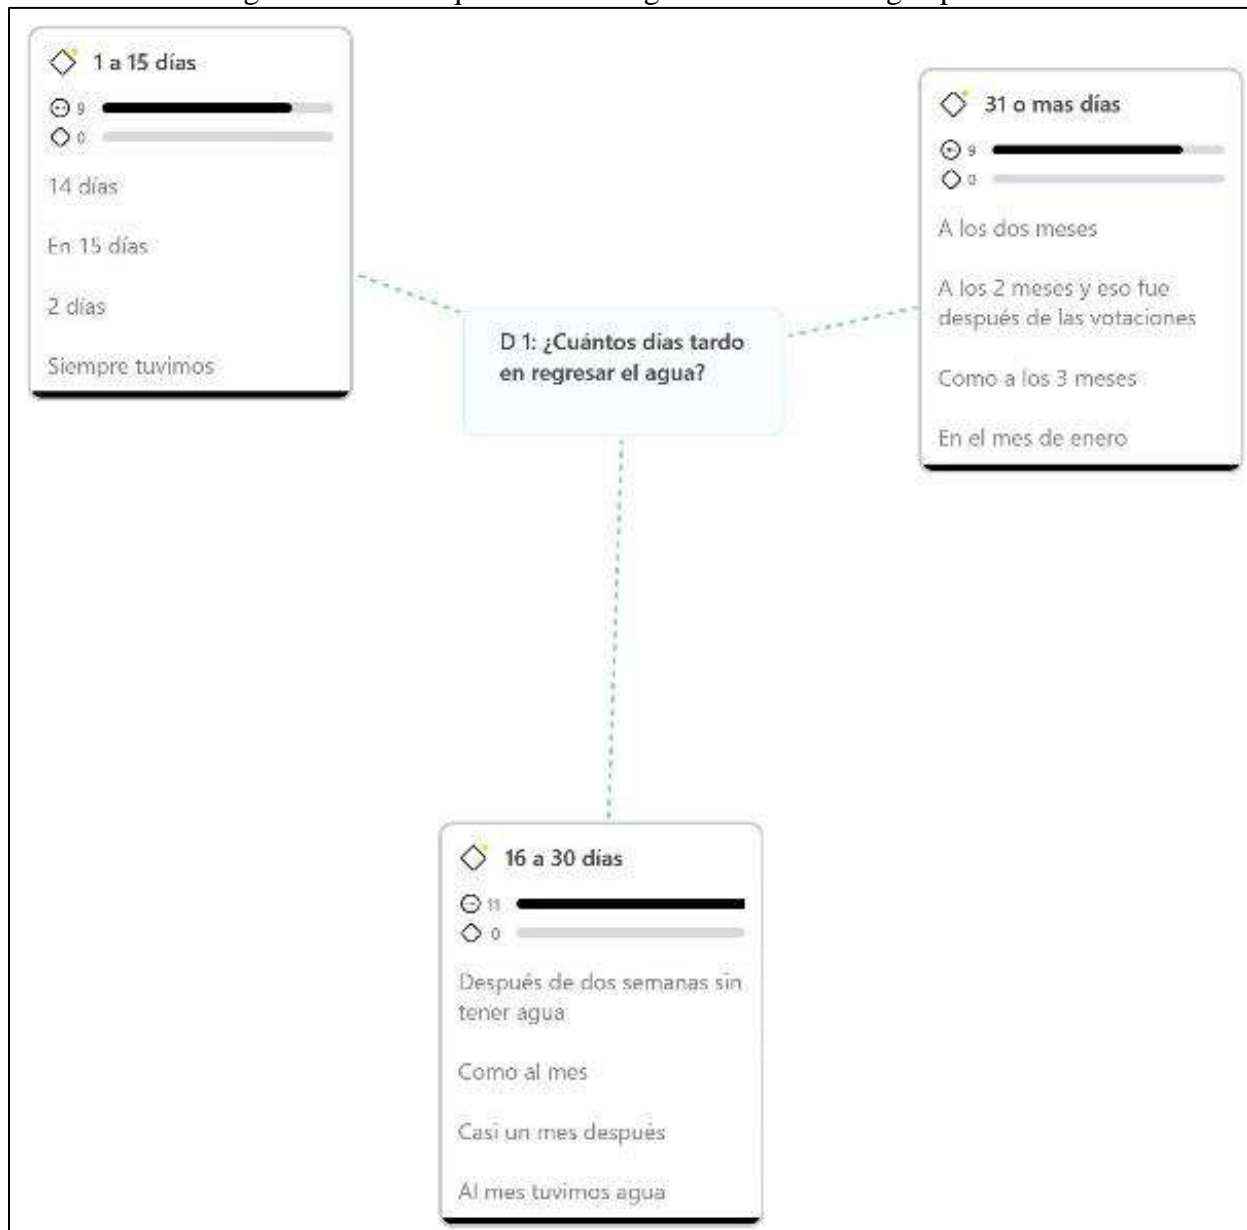 1 a 15 días
9
0
14 días
En 15 días
2 días
Siempre tuvimos
31 o mas días
9
0
A los dos meses
A los 2 meses y eso fue
después de las votaciones
Como a los 3 meses
En el mes de enero
D 1: ¿Cuántos dias tardo
en regresar el agua?
16 a 30 dias
11
0
Después de dos semanas sin
tener agua
Como al mes
Casi un mes después
Al mes tuvimos agua